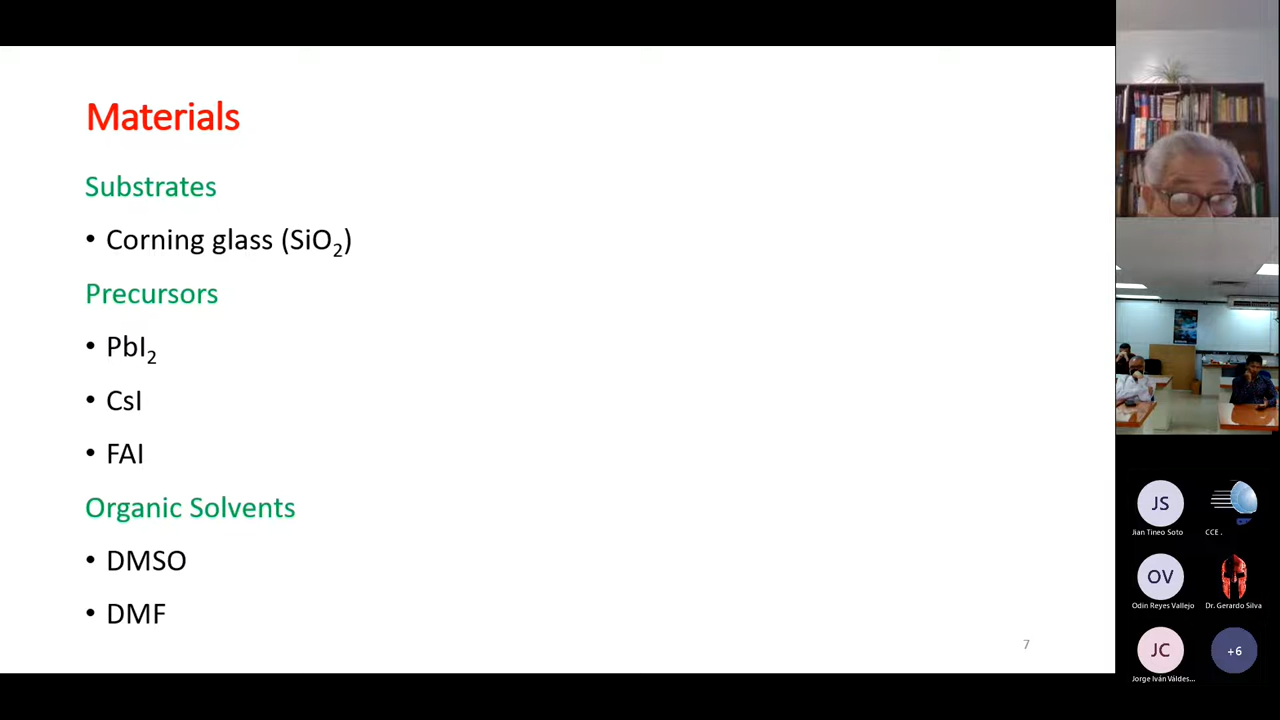 Materials
Substrates
• Corning glass (SiO₂)
Precursors
• PbI₂
• CsI
• FAI
Organic Solvents
• DMSO
• DMF
7
JS
Jian Tineo Soto
CCE .
OV
Odin Reyes Vallejo
Dr. Gerardo Silva
JC
Jorge Iván Valdes...
+6